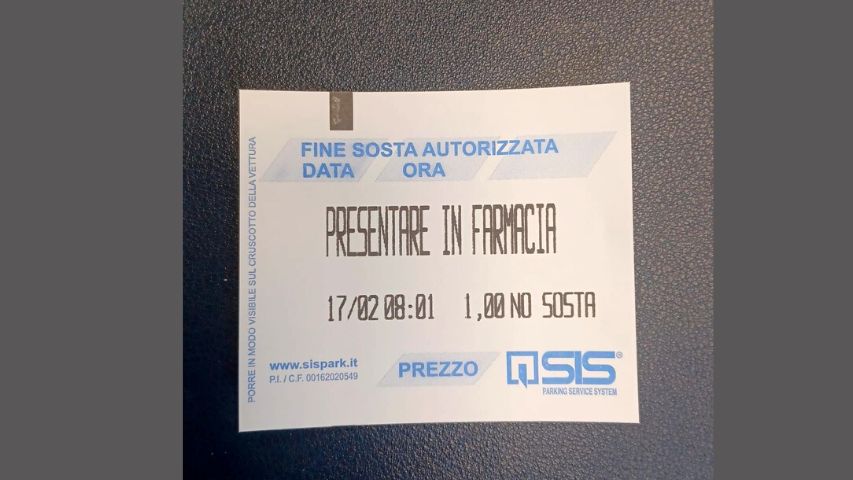 FINE SOSTA AUTORIZZATA
DATA ORA
PRESENTARE IN FARMACIA
17/02 08:01 1,00 NO SOSTA
www.sispark.it
P.I. / C.F. 00162020549
PREZZO
SIS®
PARKING SERVICE SYSTEM
PORRE IN MODO VISIBILE SUL CRUSCOTTO DELLA VETTURA